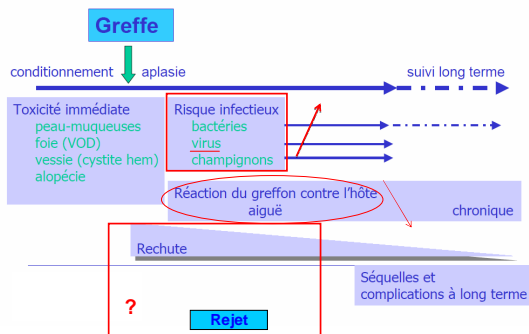 Greffe
conditionnement aplasie suivi long terme
Toxicité immédiate
peau-muqueuses
foie (VOD)
vessie (cystite hem)
alopécie
Risque infectieux
bactéries
virus
champignons
Réaction du greffon contre l'hôte
aiguë
chronique
Rechute
Séquelles et
complications à long terme
?
Rejet